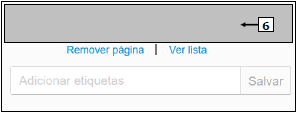 6
Remover página | Ver lista
Adicionar etiquetas Salvar